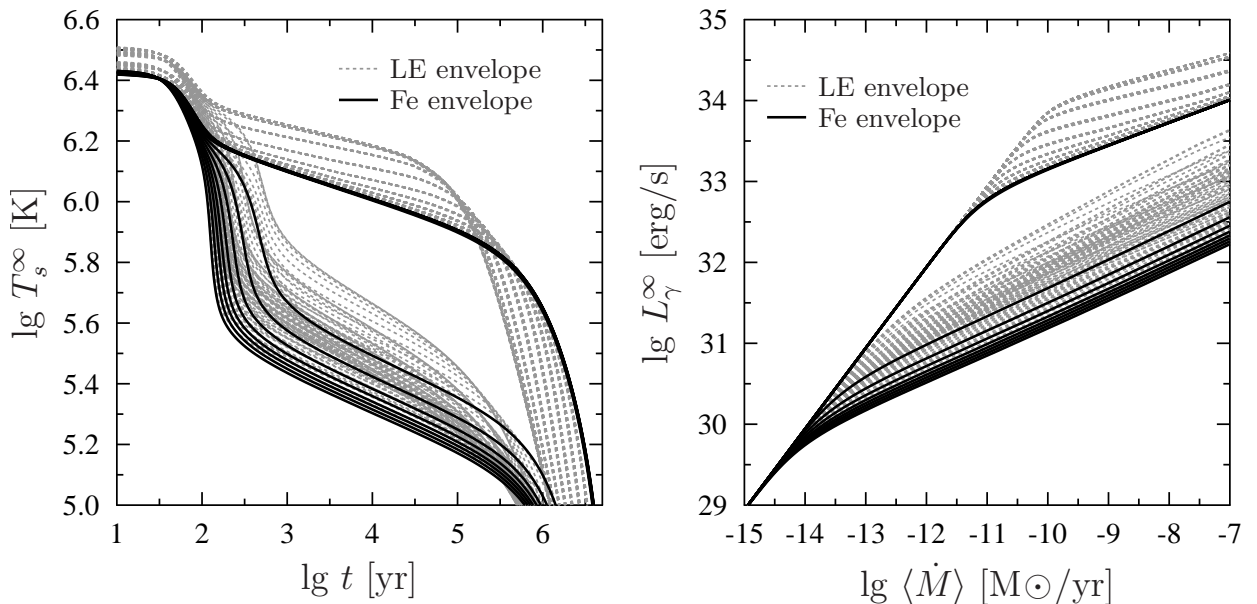 6.6
6.4
6.2
6.0
5.8
5.6
5.4
5.2
5.0
lg T_s^∞ [K]
LE envelope
Fe envelope
1 2 3 4 5 6
lg t [yr]
35
34
33
32
31
30
29
lg L_γ^∞ [erg/s]
LE envelope
Fe envelope
-15 -14 -13 -12 -11 -10 -9 -8 -7
lg ⟨Ṁ⟩ [M⊙/yr]